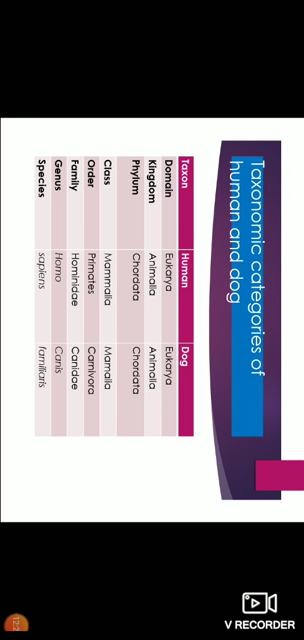 Taxonomic categories of
human and dog
Taxon Human Dog
Domain Eukarya Eukarya
Kingdom Animalia Animalia
Phylum Chordata Chordata
Class Mammalia Mamalia
Order Primates Carnivora
Family Hominidae Canidae
Genus Homo Canis
Species sapiens familiaris
V RECORDER